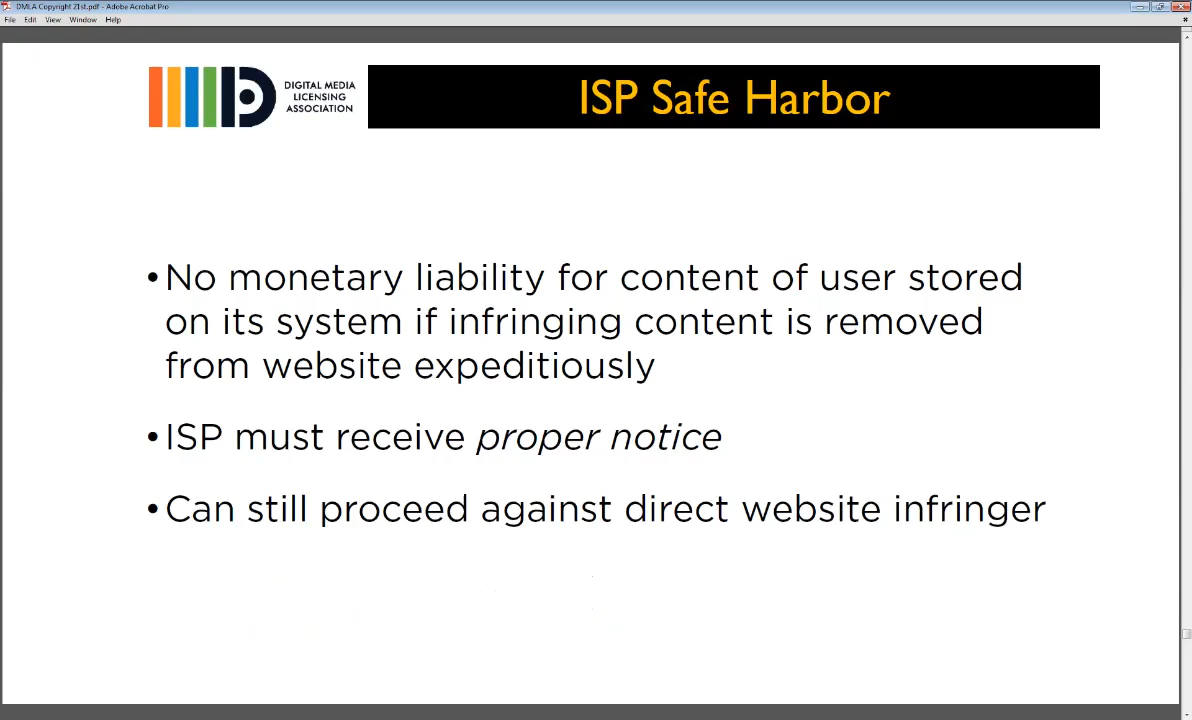 DMLA Copyright 21st.pdf - Adobe Acrobat Pro
File Edit View Window Help
DIGITAL MEDIA
LICENSING
ASSOCIATION
ISP Safe Harbor
•No monetary liability for content of user stored
on its system if infringing content is removed
from website expeditiously
•ISP must receive proper notice
•Can still proceed against direct website infringer